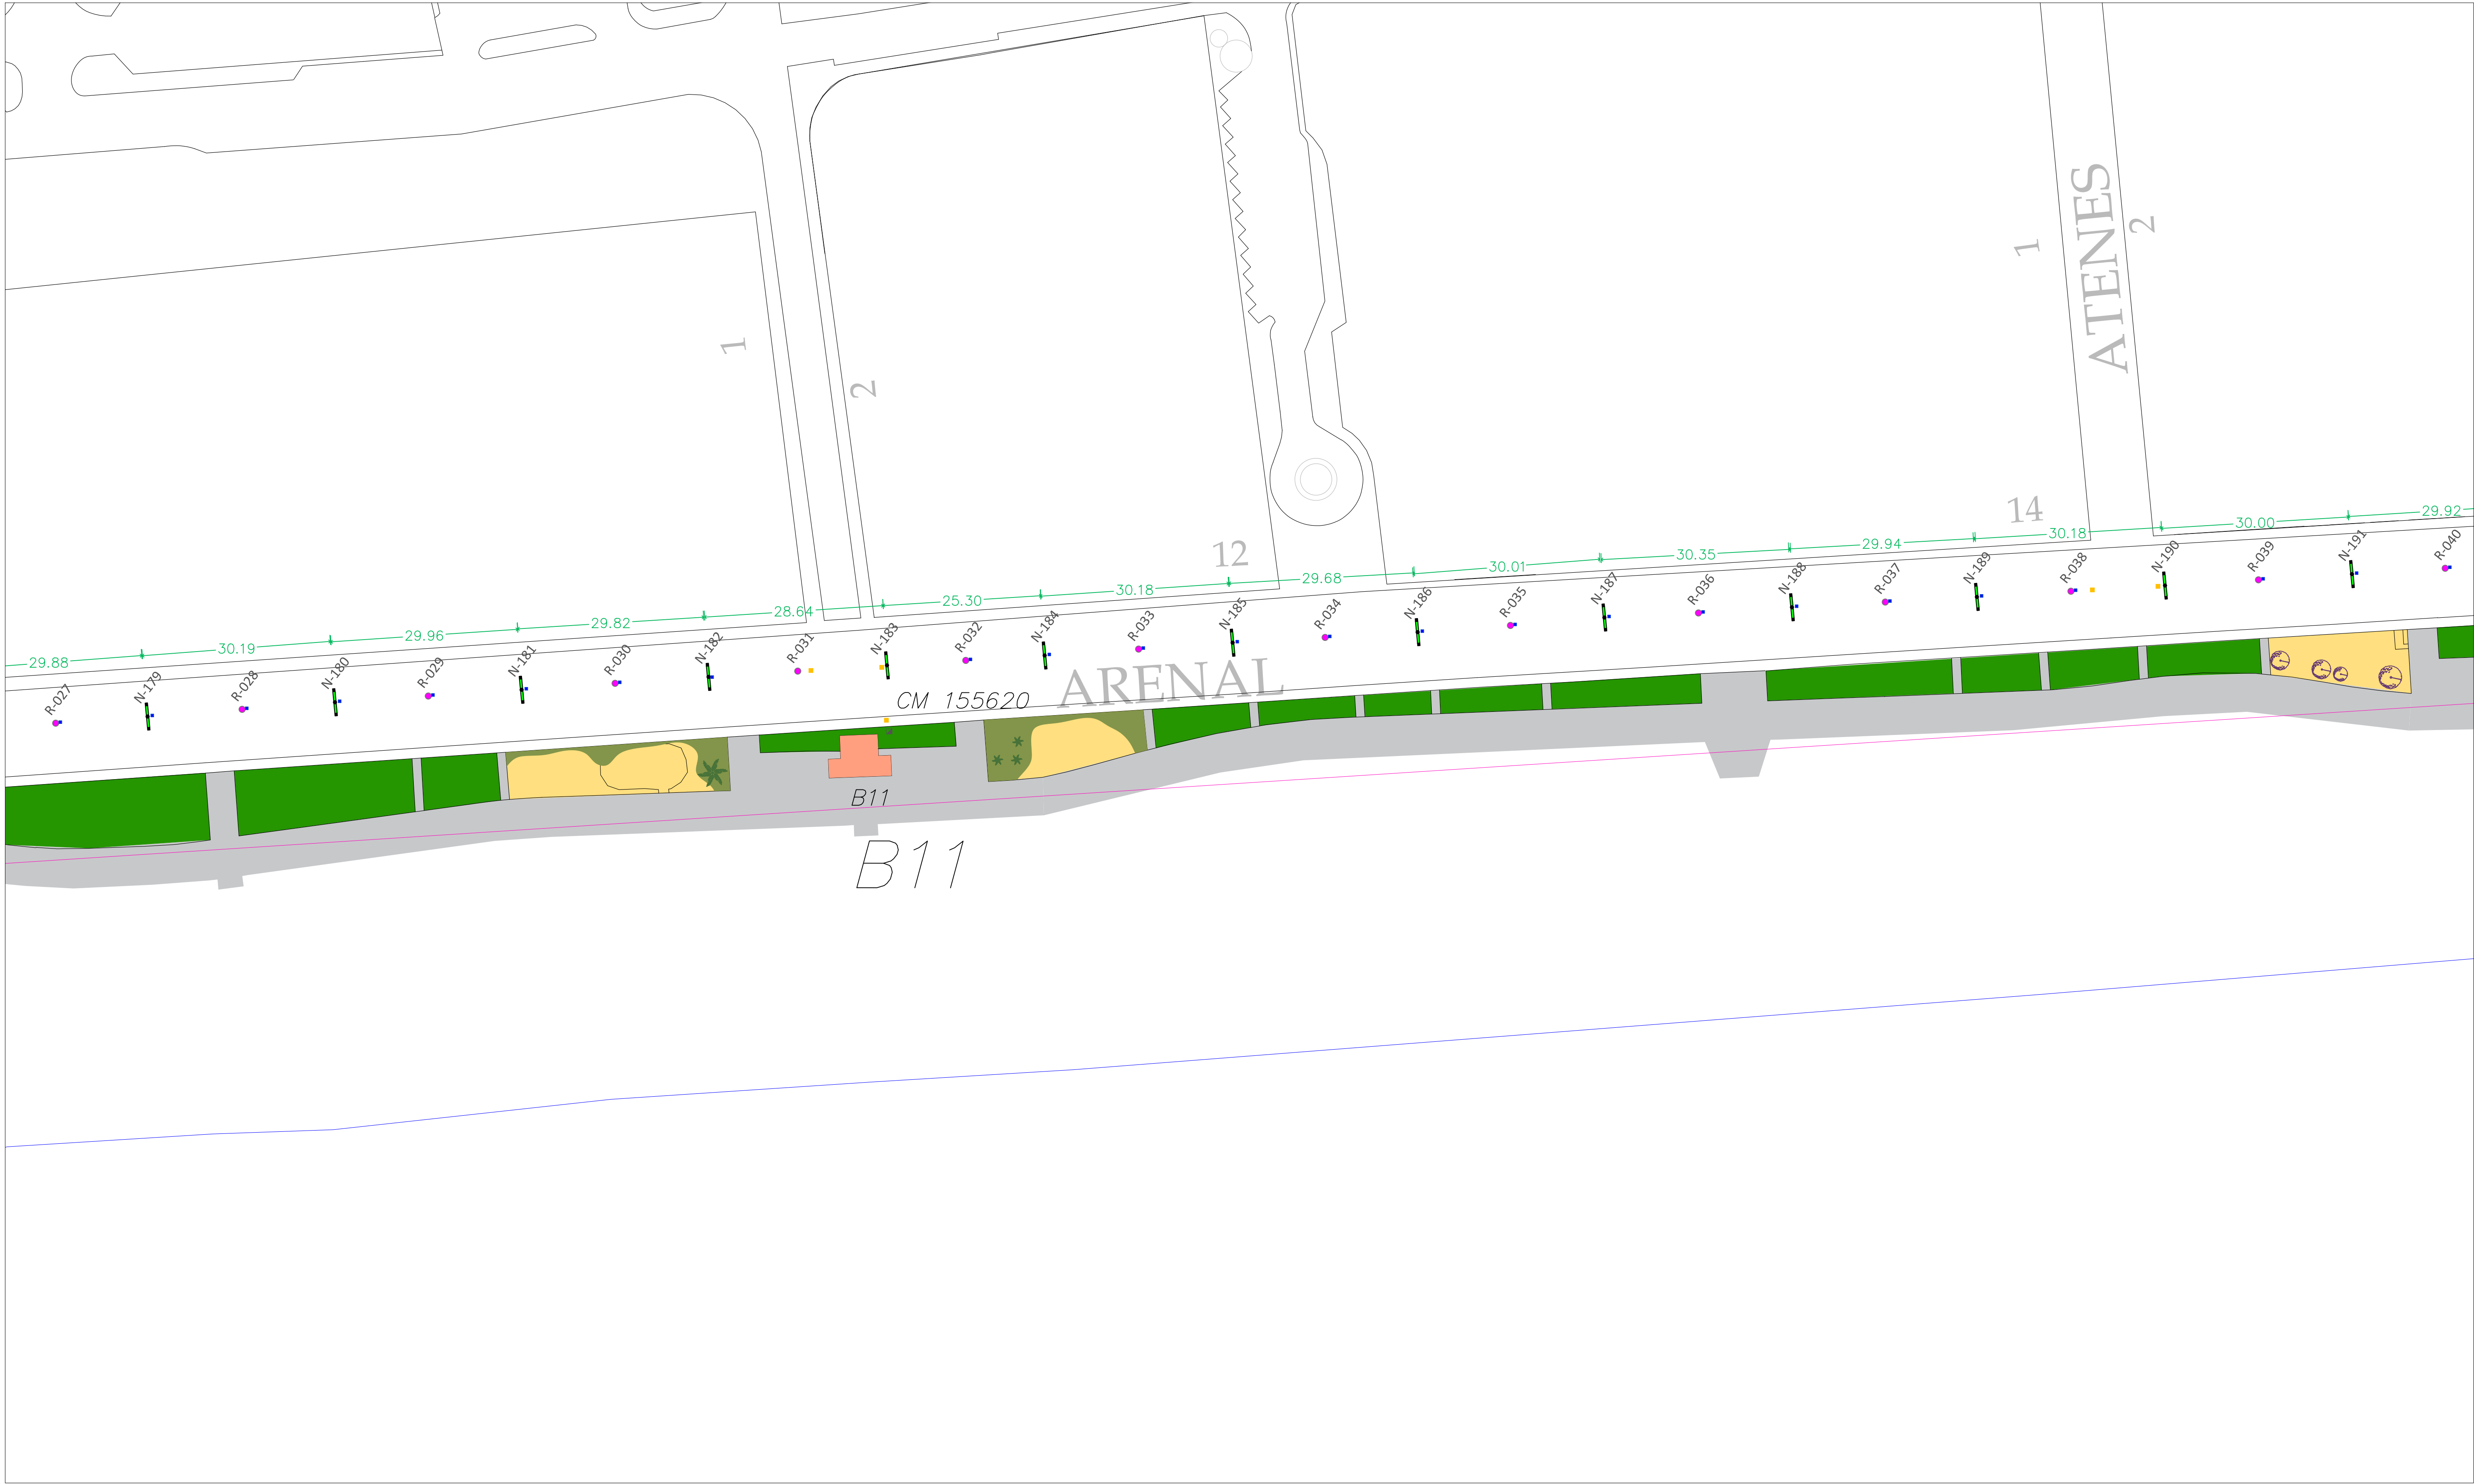 ATENES
1
2
1
2
12
14
29.88
30.19
29.96
29.82
28.64
25.30
30.18
29.68
30.01
30.35
29.94
30.18
30.00
29.92
R-027
N-179
R-028
N-180
R-029
N-181
R-030
N-182
R-031
N-183
R-032
N-184
R-033
N-185
R-034
N-186
R-035
N-187
R-036
N-188
R-037
N-189
R-038
N-190
R-039
N-191
R-040
CM 155620
ARENAL
B11
B11